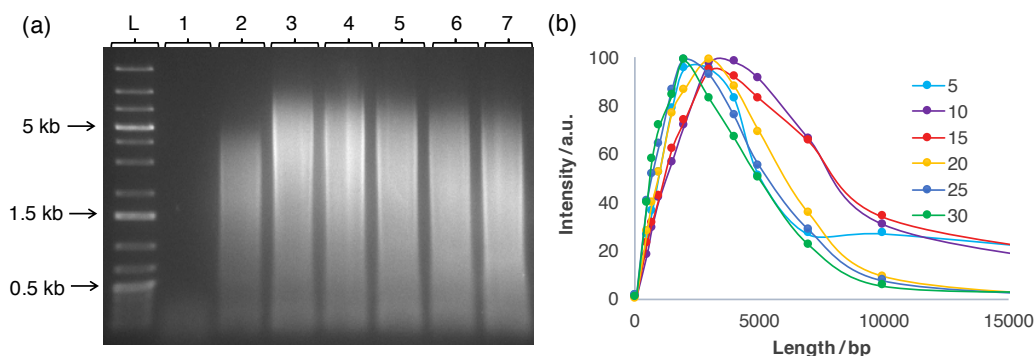 (a)
L 1 2 3 4 5 6 7
5 kb
1.5 kb
0.5 kb
(b)
Intensity / a.u.
100
80
60
40
20
0
0 5000 10000 15000
Length / bp
5
10
15
20
25
30